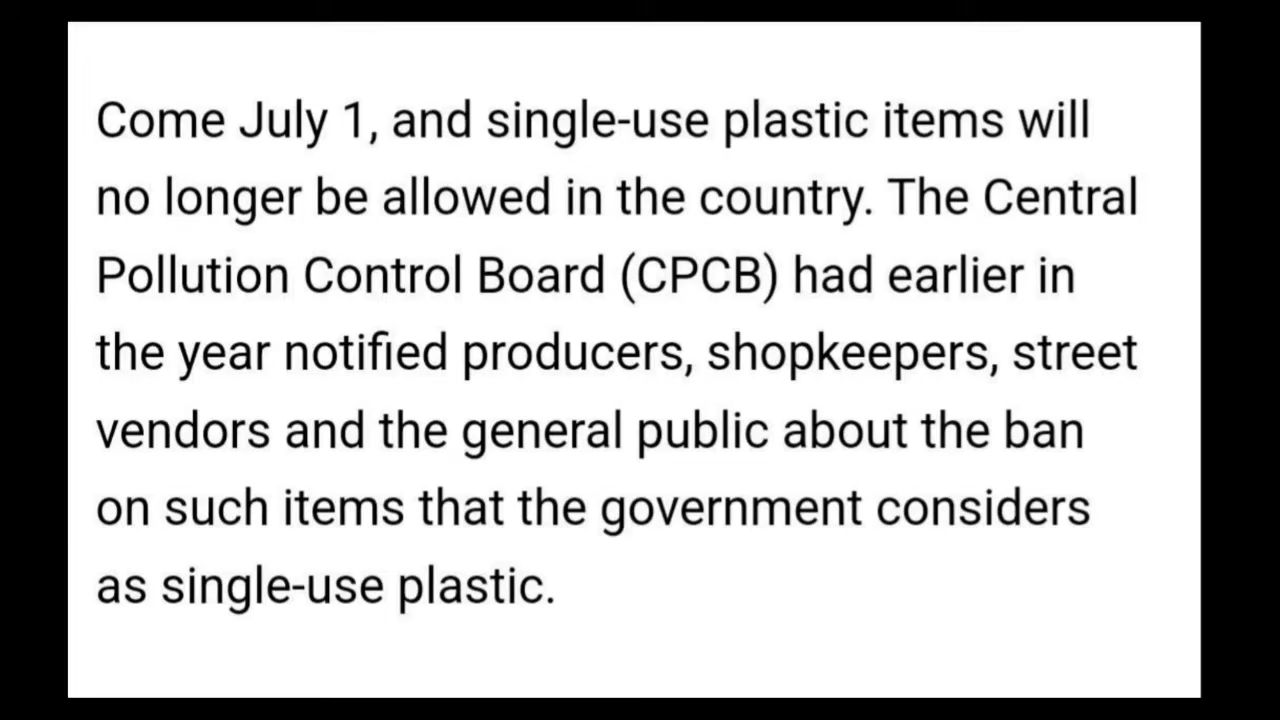 Come July 1, and single-use plastic items will
no longer be allowed in the country. The Central
Pollution Control Board (CPCB) had earlier in
the year notified producers, shopkeepers, street
vendors and the general public about the ban
on such items that the government considers
as single-use plastic.